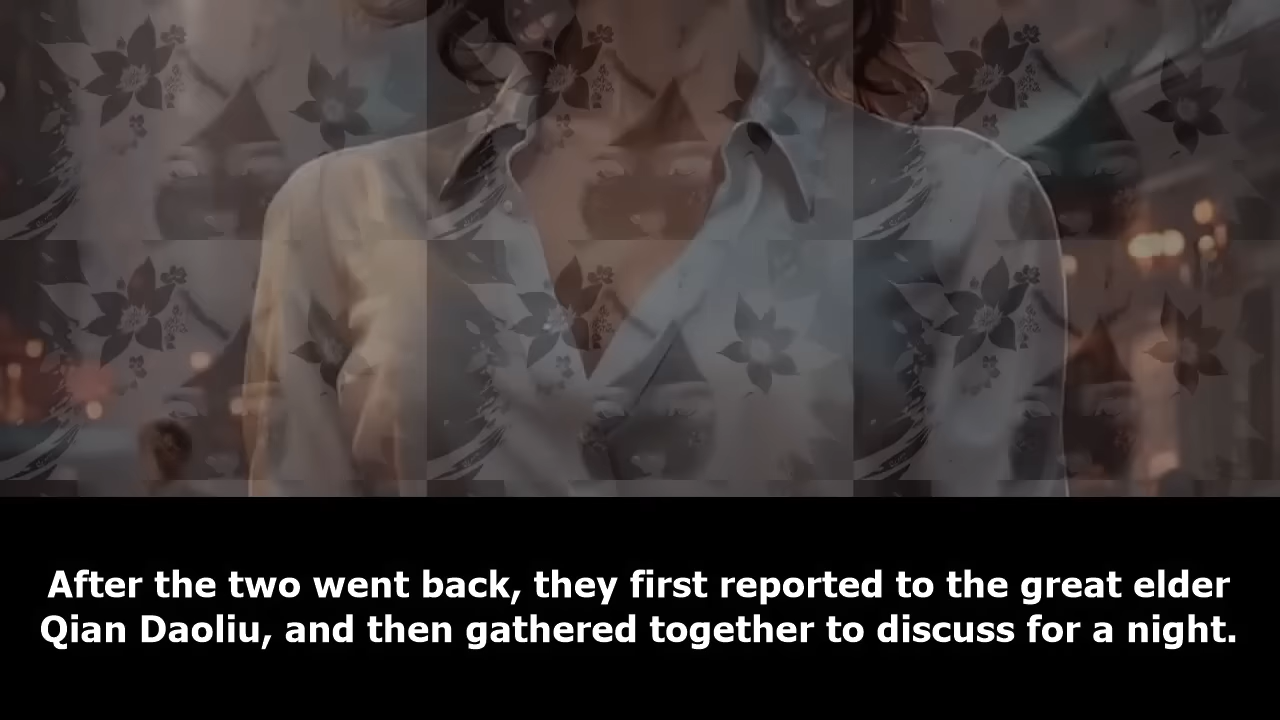 After the two went back, they first reported to the great elder
Qian Daoliu, and then gathered together to discuss for a night.